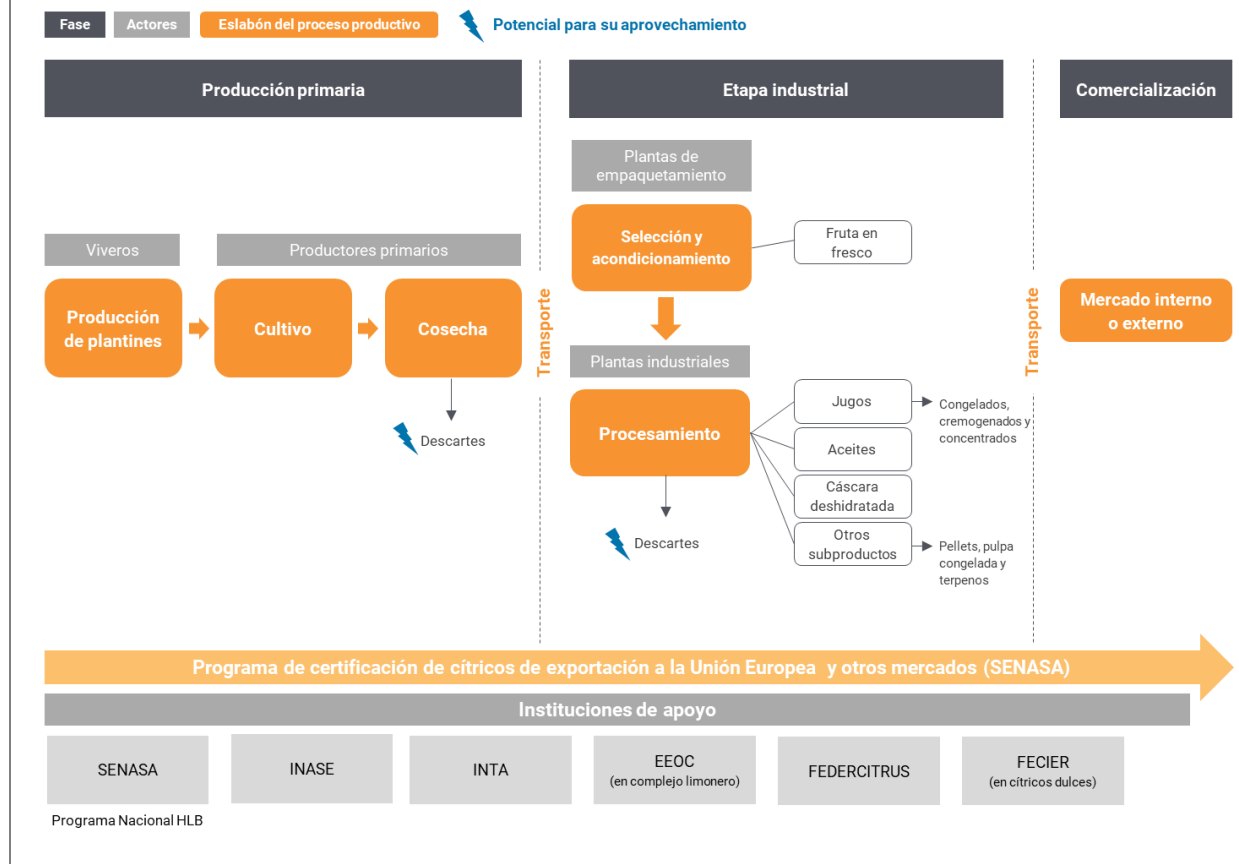 Fase
Actores
Eslabón del proceso productivo
Potencial para su aprovechamiento
Producción primaria
Etapa industrial
Comercialización
Viveros
Productores primarios
Producción
de plantines
Cultivo
Cosecha
Descartes
Transporte
Plantas de
empaquetamiento
Selección y
acondicionamiento
Fruta en
fresco
Plantas industriales
Procesamiento
Jugos
Congelados,
cremogenados y
concentrados
Aceites
Cáscara
deshidratada
Otros
subproductos
Pellets, pulpa
congelada y
terpenos
Descartes
Transporte
Mercado interno
o externo
Programa de certificación de cítricos de exportación a la Unión Europea y otros mercados (SENASA)
Instituciones de apoyo
SENASA
INASE
INTA
EEOC
(en complejo limonero)
FEDERCITRUS
FECIER
(en cítricos dulces)
Programa Nacional HLB